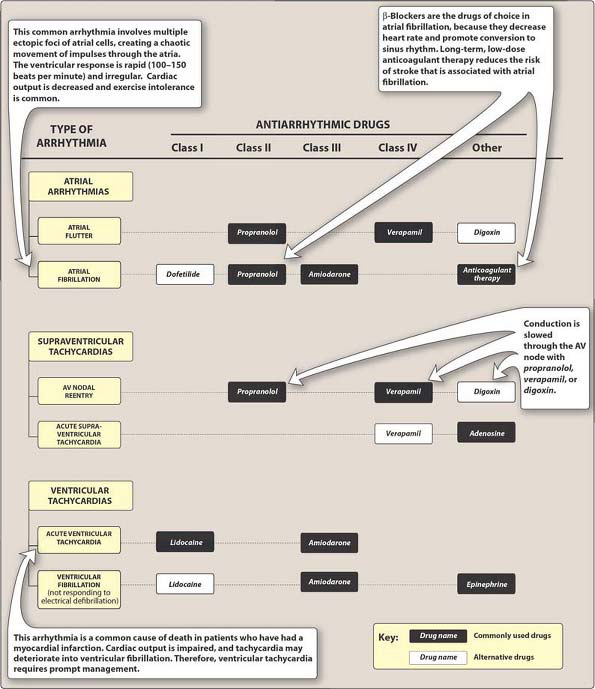 This common arrhythmia involves multiple
ectopic foci of atrial cells, creating a chaotic
movement of impulses through the atria.
The ventricular response is rapid (100–150
beats per minute) and irregular. Cardiac
output is decreased and exercise intolerance
is common.
β-Blockers are the drugs of choice in
atrial fibrillation, because they decrease
heart rate and promote conversion to
sinus rhythm. Long-term, low-dose
anticoagulant therapy reduces the risk
of stroke that is associated with atrial
fibrillation.
TYPE OF
ARRHYTHMIA
ANTIARRHYTHMIC DRUGS
Class I Class II Class III Class IV Other
ATRIAL
ARRHYTHMIAS
ATRIAL
FLUTTER
Propranolol Verapamil Digoxin
ATRIAL
FIBRILLATION
Dofetilide Propranolol Amiodarone Anticoagulant
therapy
SUPRAVENTRICULAR
TACHYCARDIAS
Conduction is
slowed
through the AV
node with
propranolol,
verapamil, or
digoxin.
AV NODAL
REENTRY
Propranolol Verapamil Digoxin
ACUTE SUPRA-
VENTRICULAR
TACHYCARDIA
Verapamil Adenosine
VENTRICULAR
TACHYCARDIAS
ACUTE VENTRICULAR
TACHYCARDIA
Lidocaine Amiodarone
VENTRICULAR
FIBRILLATION
(not responding to
electrical defibrillation)
Lidocaine Amiodarone Epinephrine
This arrhythmia is a common cause of death in patients who have had a
myocardial infarction. Cardiac output is impaired, and tachycardia may
deteriorate into ventricular fibrillation. Therefore, ventricular tachycardia
requires prompt management.
Key: Drug name Commonly used drugs
Drug name Alternative drugs